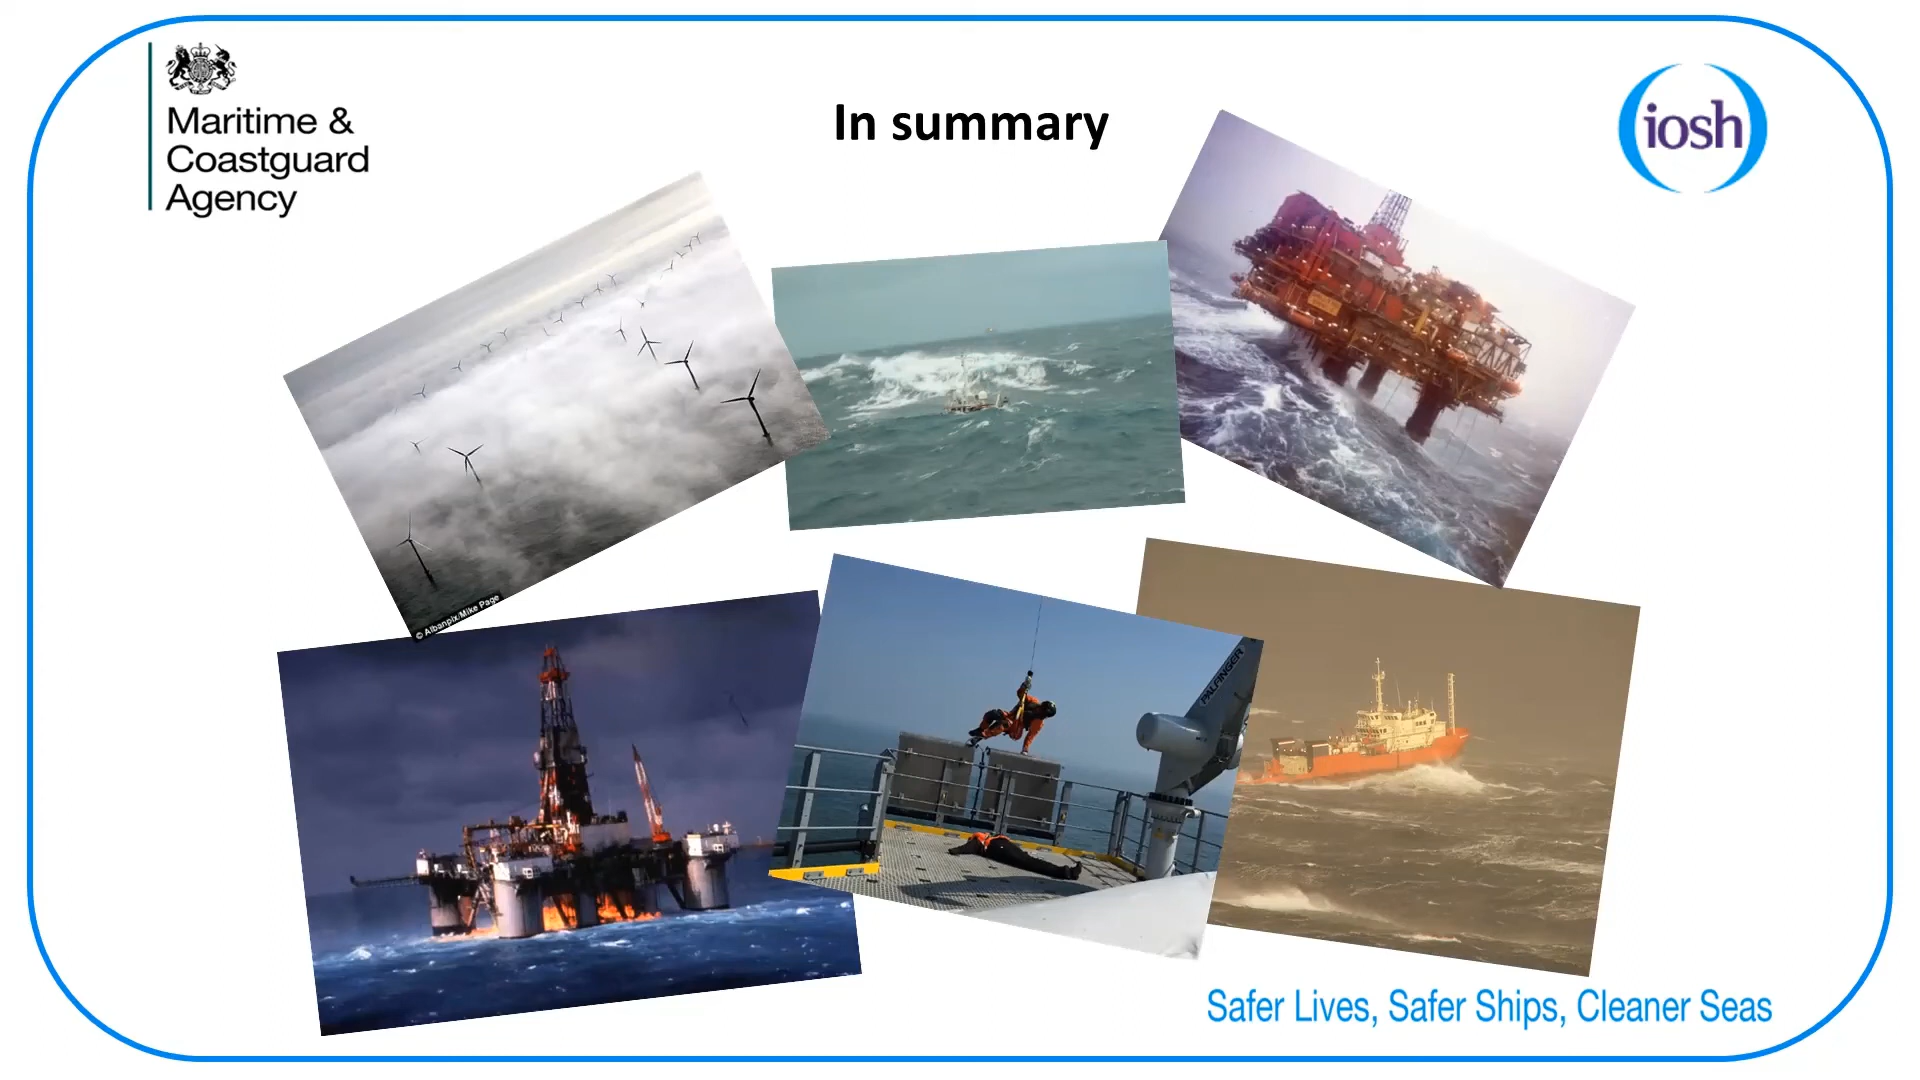 Maritime &
Coastguard
Agency
In summary
iosh
© Albanpix/Mike Page
PALFINGER
Safer Lives, Safer Ships, Cleaner Seas